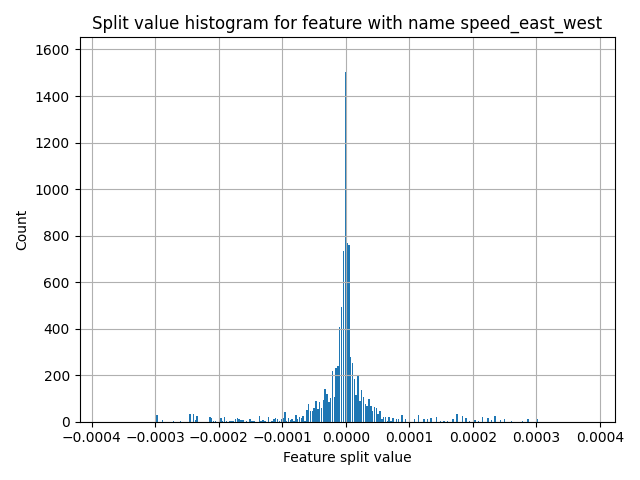 Split value histogram for feature with name speed_east_west
1600
1400
1200
1000
800
600
400
200
0
Count
−0.0004 −0.0003 −0.0002 −0.0001 0.0000 0.0001 0.0002 0.0003 0.0004
Feature split value